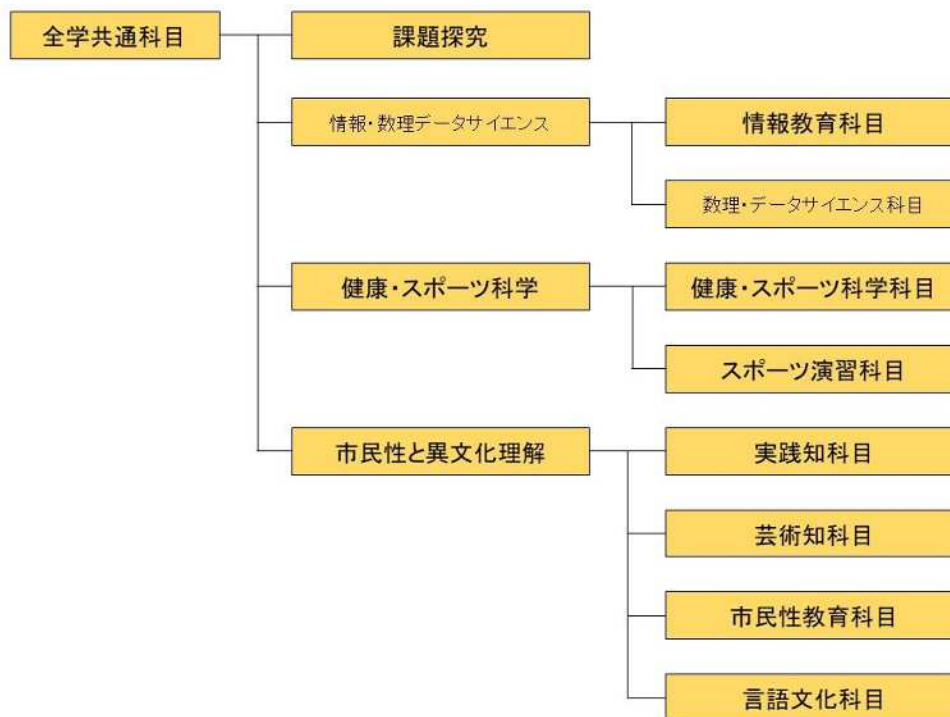 全学共通科目
課題探究
情報・数理データサイエンス
情報教育科目
数理・データサイエンス科目
健康・スポーツ科学
健康・スポーツ科学科目
スポーツ演習科目
市民性と異文化理解
実践知科目
芸術知科目
市民性教育科目
言語文化科目